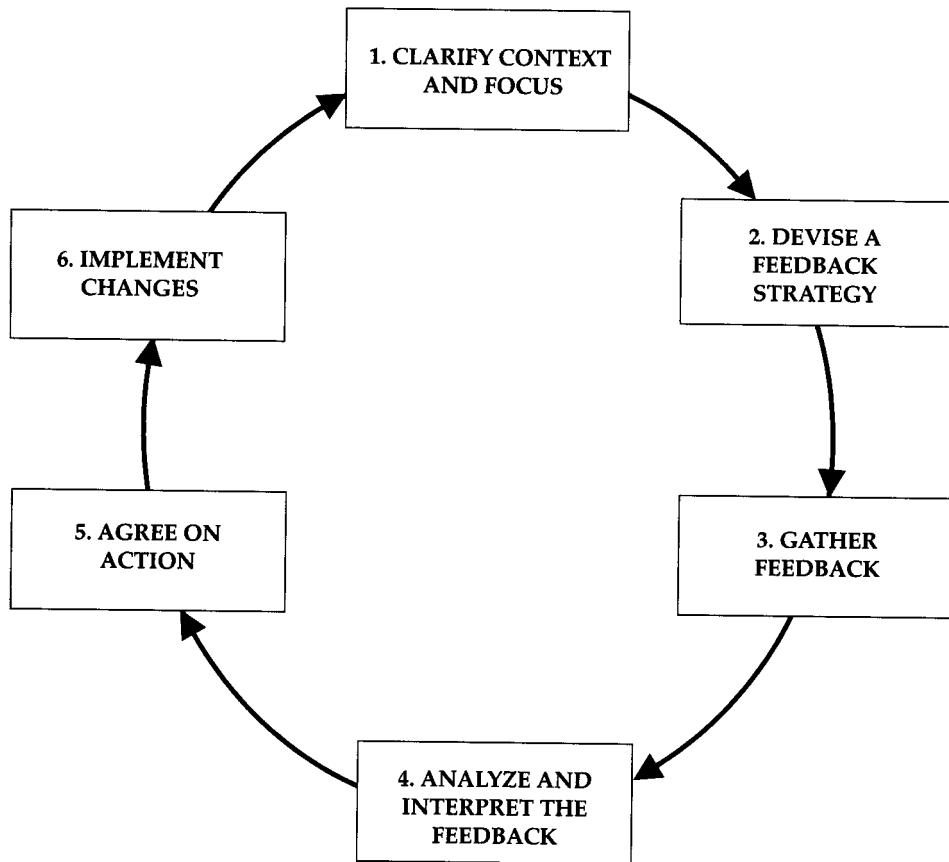 1. CLARIFY CONTEXT
AND FOCUS
2. DEVISE A
FEEDBACK
STRATEGY
3. GATHER
FEEDBACK
4. ANALYZE AND
INTERPRET THE
FEEDBACK
5. AGREE ON
ACTION
6. IMPLEMENT
CHANGES